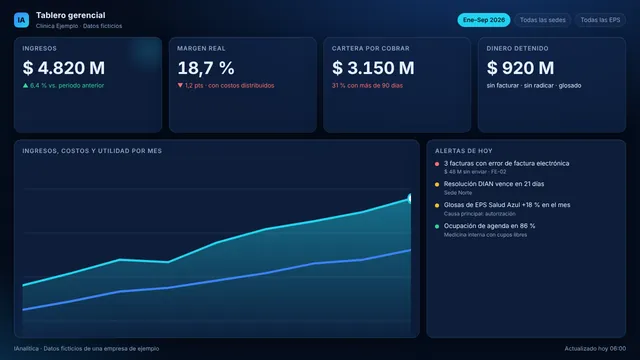 IA
Tablero gerencial
Clínica Ejemplo · Datos ficticios
Ene-Sep 2026
Todas las sedes
Todas las EPS
INGRESOS
$ 4.820 M
▲ 6,4 % vs. periodo anterior
MARGEN REAL
18,7 %
▼ 1,2 pts · con costos distribuidos
CARTERA POR COBRAR
$ 3.150 M
31 % con más de 90 días
DINERO DETENIDO
$ 920 M
sin facturar · sin radicar · glosado
INGRESOS, COSTOS Y UTILIDAD POR MES
ALERTAS DE HOY
3 facturas con error de factura electrónica
$ 48 M sin enviar · FE-02
Resolución DIAN vence en 21 días
Sede Norte
Glosas de EPS Salud Azul +18 % en el mes
Causa principal: autorización
Ocupación de agenda en 86 %
Medicina interna con cupos libres
IAnalítica · Datos ficticios de una empresa de ejemplo
Actualizado hoy 06:00